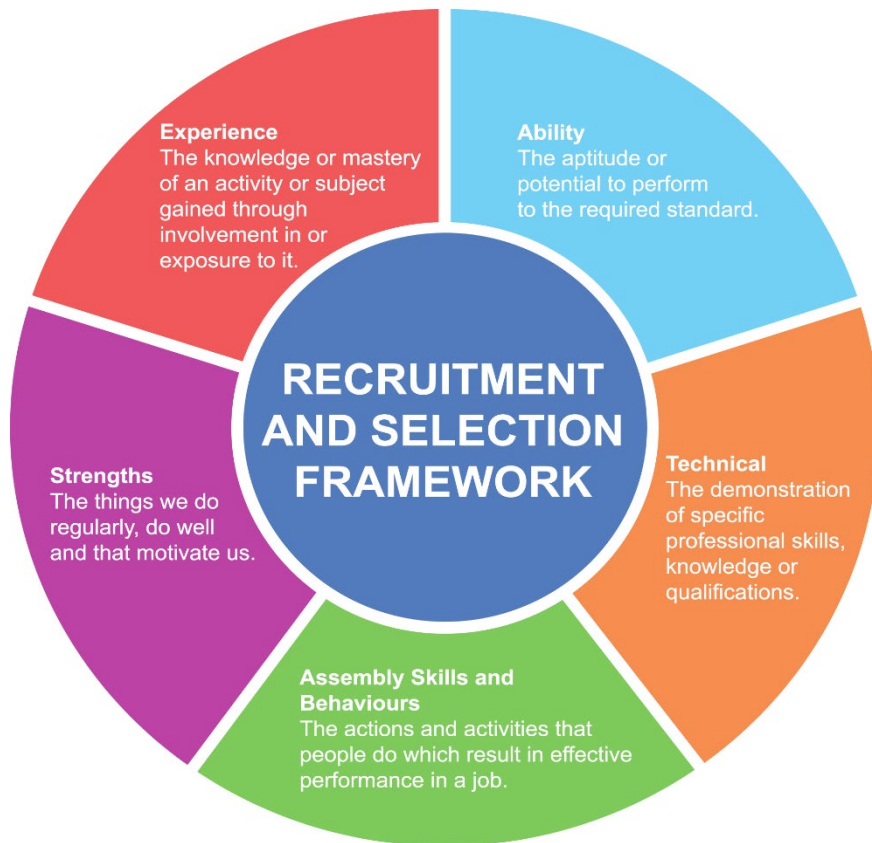 Experience
The knowledge or mastery
of an activity or subject
gained through
involvement in or
exposure to it.
Ability
The aptitude or
potential to perform
to the required standard.
RECRUITMENT
AND SELECTION
FRAMEWORK
Strengths
The things we do
regularly, do well
and that motivate us.
Technical
The demonstration
of specific
professional skills,
knowledge or
qualifications.
Assembly Skills and
Behaviours
The actions and activities that
people do which result in effective
performance in a job.